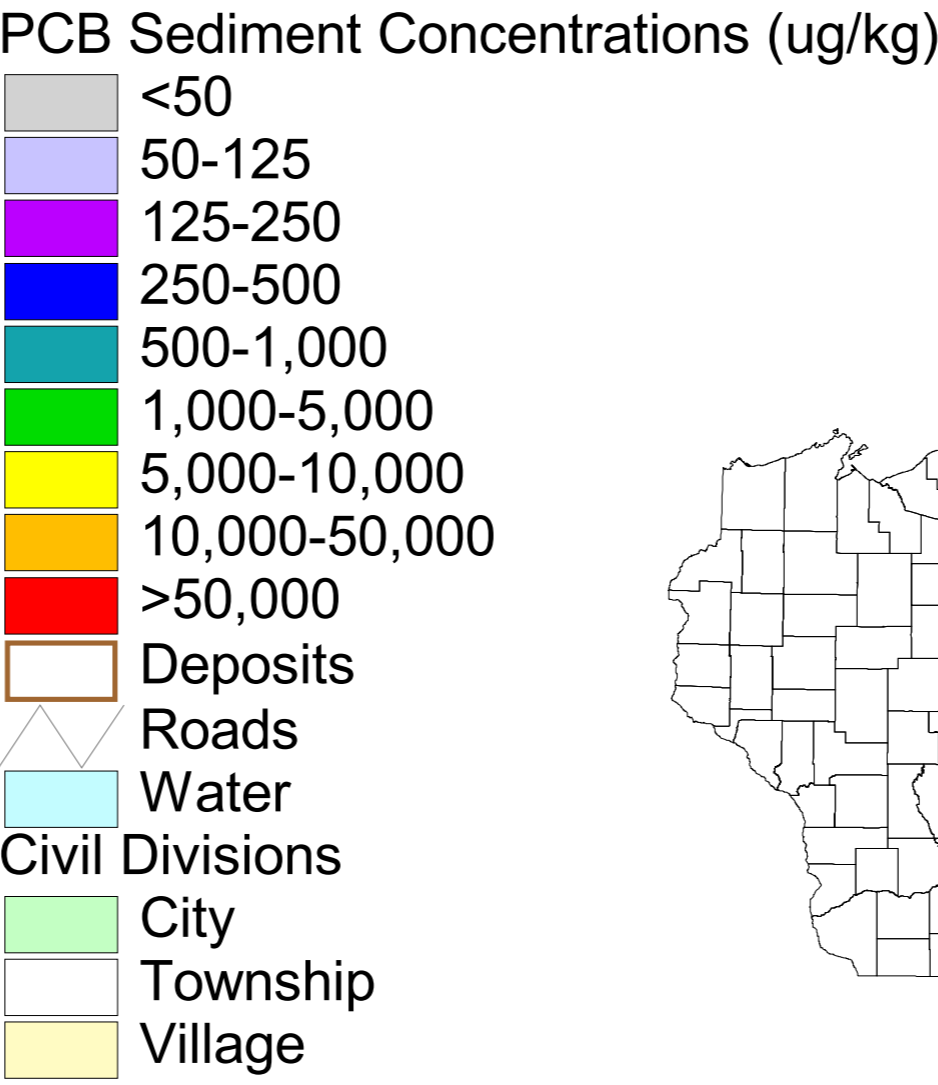 PCB Sediment Concentrations (ug/kg)
<50
50-125
125-250
250-500
500-1,000
1,000-5,000
5,000-10,000
10,000-50,000
>50,000
Deposits
Roads
Water
Civil Divisions
City
Township
Village